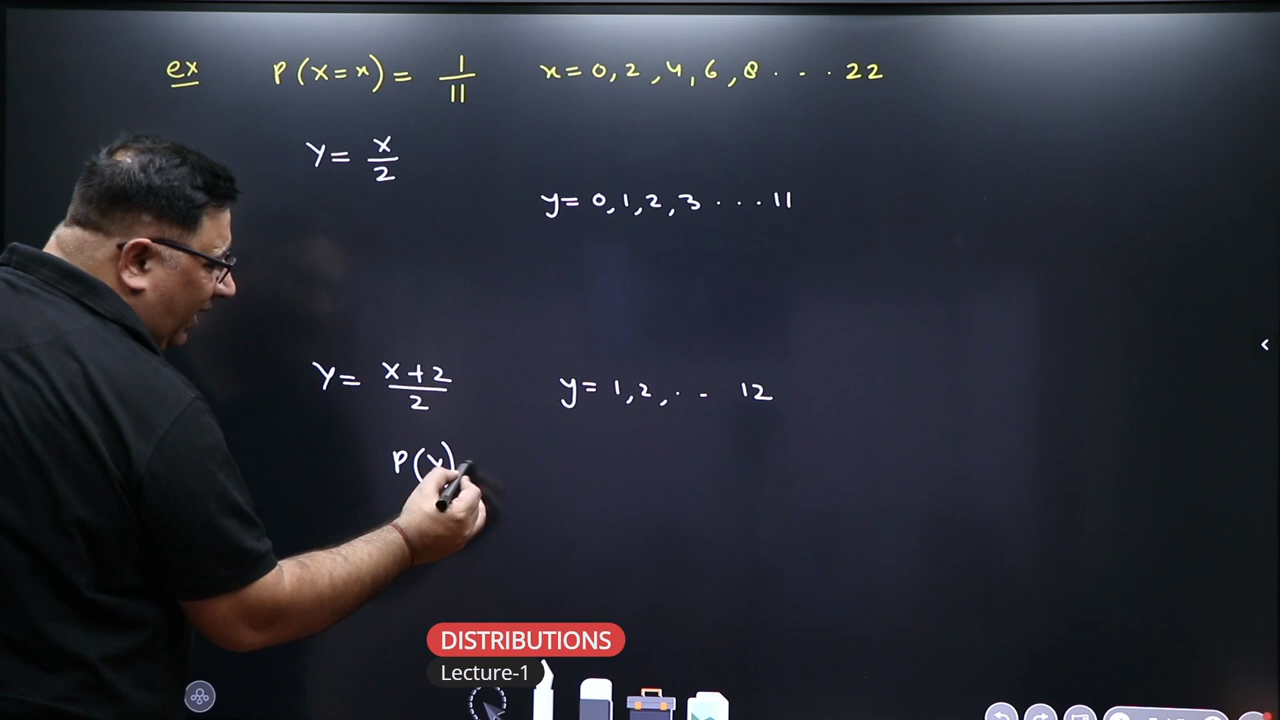 ex P(X=x) = 1/11 x = 0, 2, 4, 6, 8 . . . 22
Y = X/2
y = 0, 1, 2, 3 . . . 11
Y = X+2/2 y = 1, 2, . . - 12
P(Y)
DISTRIBUTIONS
Lecture-1